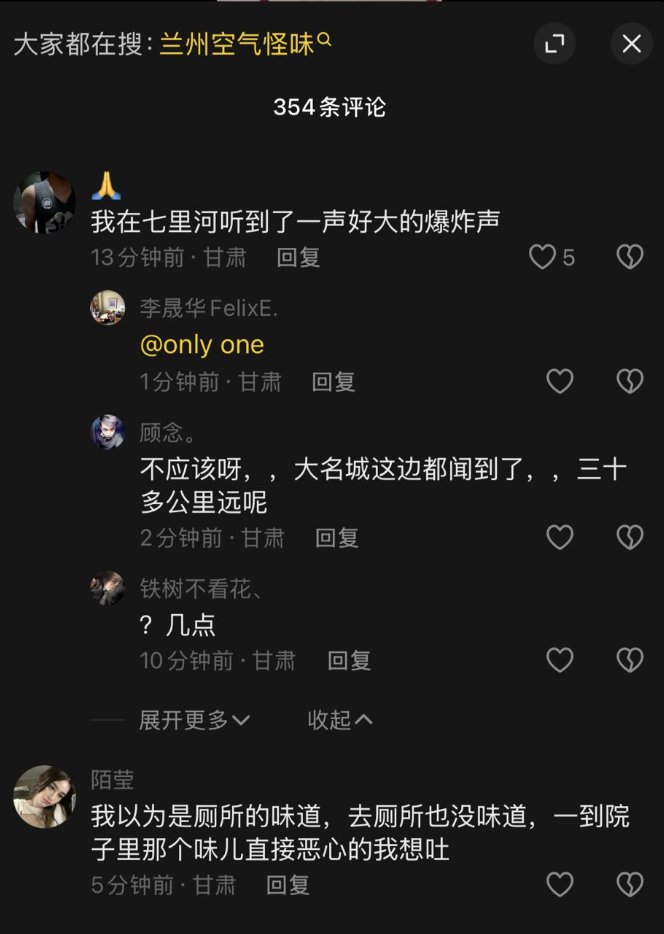 大家都在搜：兰州空气怪味
354条评论
🙏
我在七里河听到了一声好大的爆炸声
13分钟前·甘肃 回复 5
李晟华FelixE.
@only one
1分钟前·甘肃 回复
顾念。
不应该呀，，大名城这边都闻到了，，三十
多公里远呢
2分钟前·甘肃 回复
铁树不看花、
？几点
10分钟前·甘肃 回复
展开更多 收起
陌莹
我以为是厕所的味道，去厕所也没味道，一到院
子里那个味儿直接恶心的我想吐
5分钟前·甘肃 回复